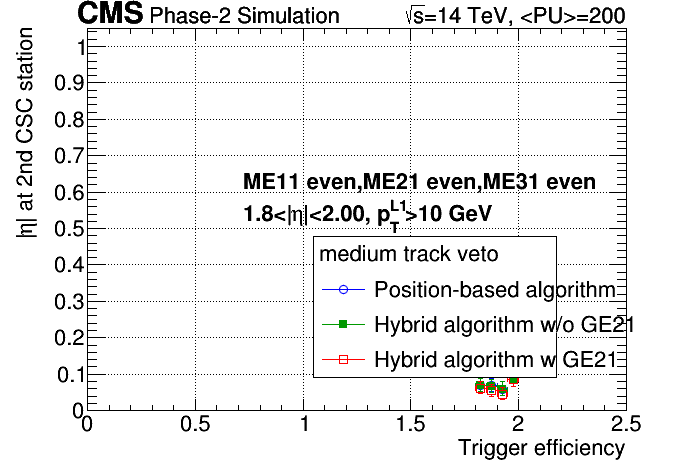 CMS Phase-2 Simulation √s=14 TeV, <PU>=200
|η| at 2nd CSC station
1
0.9
0.8
0.7
0.6
0.5
0.4
0.3
0.2
0.1
0
ME11 even,ME21 even,ME31 even
1.8<|η|<2.00, p_T^L1>10 GeV
medium track veto
Position-based algorithm
Hybrid algorithm w/o GE21
Hybrid algorithm w GE21
0 0.5 1 1.5 2 2.5
Trigger efficiency